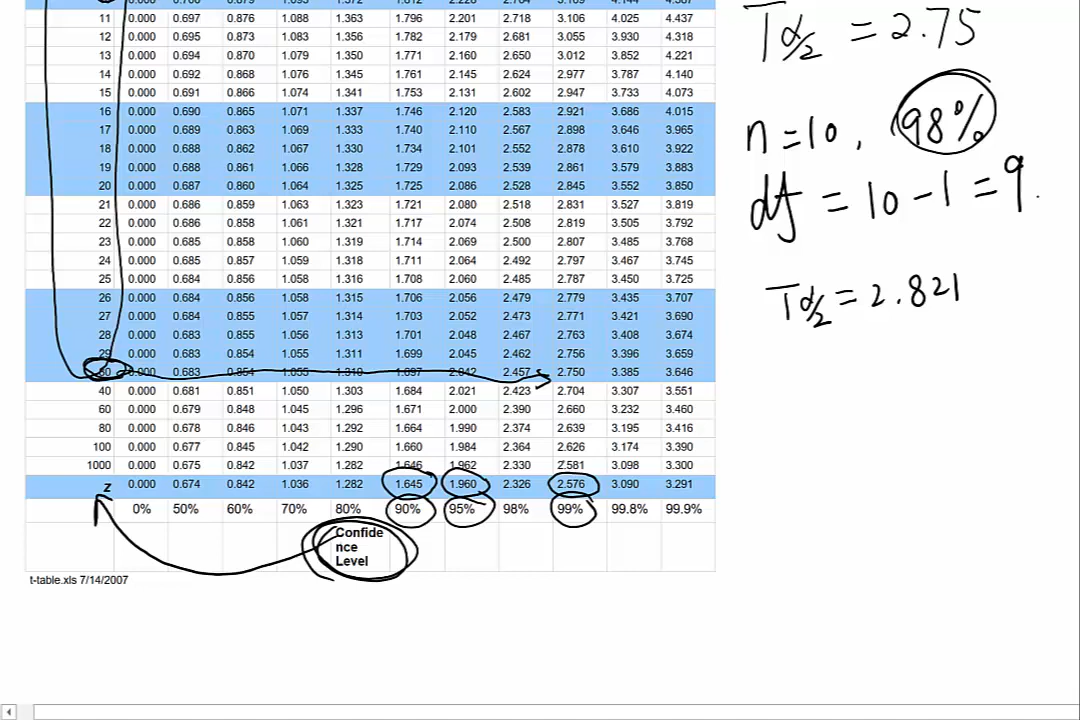 11 0.000 0.697 0.876 1.088 1.363 1.796 2.201 2.718 3.106 4.025 4.437
12 0.000 0.695 0.873 1.083 1.356 1.782 2.179 2.681 3.055 3.930 4.318
13 0.000 0.694 0.870 1.079 1.350 1.771 2.160 2.650 3.012 3.852 4.221
14 0.000 0.692 0.868 1.076 1.345 1.761 2.145 2.624 2.977 3.787 4.140
15 0.000 0.691 0.866 1.074 1.341 1.753 2.131 2.602 2.947 3.733 4.073
16 0.000 0.690 0.865 1.071 1.337 1.746 2.120 2.583 2.921 3.686 4.015
17 0.000 0.689 0.863 1.069 1.333 1.740 2.110 2.567 2.898 3.646 3.965
18 0.000 0.688 0.862 1.067 1.330 1.734 2.101 2.552 2.878 3.610 3.922
19 0.000 0.688 0.861 1.066 1.328 1.729 2.093 2.539 2.861 3.579 3.883
20 0.000 0.687 0.860 1.064 1.325 1.725 2.086 2.528 2.845 3.552 3.850
21 0.000 0.686 0.859 1.063 1.323 1.721 2.080 2.518 2.831 3.527 3.819
22 0.000 0.686 0.858 1.061 1.321 1.717 2.074 2.508 2.819 3.505 3.792
23 0.000 0.685 0.858 1.060 1.319 1.714 2.069 2.500 2.807 3.485 3.768
24 0.000 0.685 0.857 1.059 1.318 1.711 2.064 2.492 2.797 3.467 3.745
25 0.000 0.684 0.856 1.058 1.316 1.708 2.060 2.485 2.787 3.450 3.725
26 0.000 0.684 0.856 1.058 1.315 1.706 2.056 2.479 2.779 3.435 3.707
27 0.000 0.684 0.855 1.057 1.314 1.703 2.052 2.473 2.771 3.421 3.690
28 0.000 0.683 0.855 1.056 1.313 1.701 2.048 2.467 2.763 3.408 3.674
29 0.000 0.683 0.854 1.055 1.311 1.699 2.045 2.462 2.756 3.396 3.659
30 0.000 0.683 0.854 1.055 1.310 1.697 2.042 2.457 2.750 3.385 3.646
40 0.000 0.681 0.851 1.050 1.303 1.684 2.021 2.423 2.704 3.307 3.551
60 0.000 0.679 0.848 1.045 1.296 1.671 2.000 2.390 2.660 3.232 3.460
80 0.000 0.678 0.846 1.043 1.292 1.664 1.990 2.374 2.639 3.195 3.416
100 0.000 0.677 0.845 1.042 1.290 1.660 1.984 2.364 2.626 3.174 3.390
1000 0.000 0.675 0.842 1.037 1.282 1.646 1.962 2.330 2.581 3.098 3.300
z 0.000 0.674 0.842 1.036 1.282 1.645 1.960 2.326 2.576 3.090 3.291
0% 50% 60% 70% 80% 90% 95% 98% 99% 99.8% 99.9%
Confide
nce
Level
t-table.xls 7/14/2007
Tα/2 = 2.75
n = 10, 98%
df = 10 - 1 = 9.
Tα/2 = 2.821